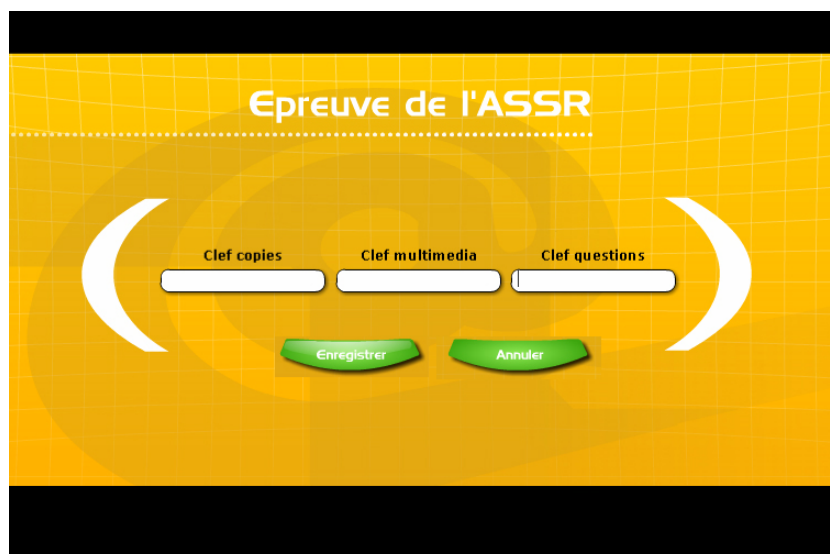 Epreuve de l'ASSR
Clef copies Clef multimedia Clef questions
Enregistrer Annuler